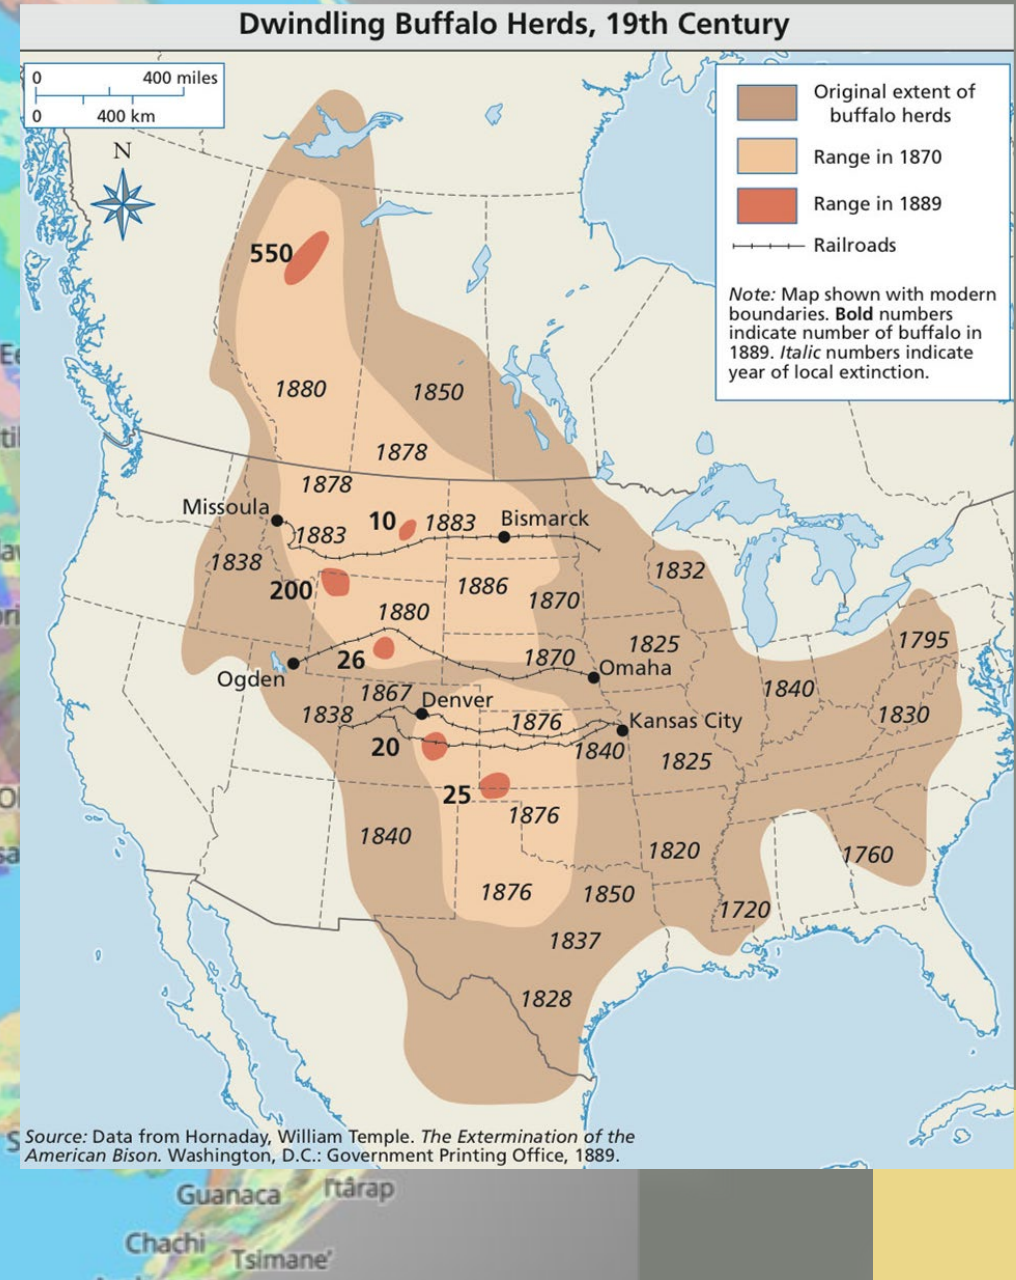 Dwindling Buffalo Herds, 19th Century
0 400 miles
0 400 km
N
Original extent of
buffalo herds
Range in 1870
Range in 1889
Railroads
Note: Map shown with modern
boundaries. Bold numbers
indicate number of buffalo in
1889. Italic numbers indicate
year of local extinction.
550
1880
1850
1878
1878
Missoula
10
1883
Bismarck
1883
1838
200
1886
1832
1870
1880
1795
1825
26
1870
Omaha
Ogden
1867
1840
Denver
1838
1876
Kansas City
1830
20
1840
1825
25
1876
1840
1820
1760
1876
1850
1720
1837
1828
Source: Data from Hornaday, William Temple. The Extermination of the
American Bison. Washington, D.C.: Government Printing Office, 1889.
Guanaca
I'târap
Chachi
Tsimane'